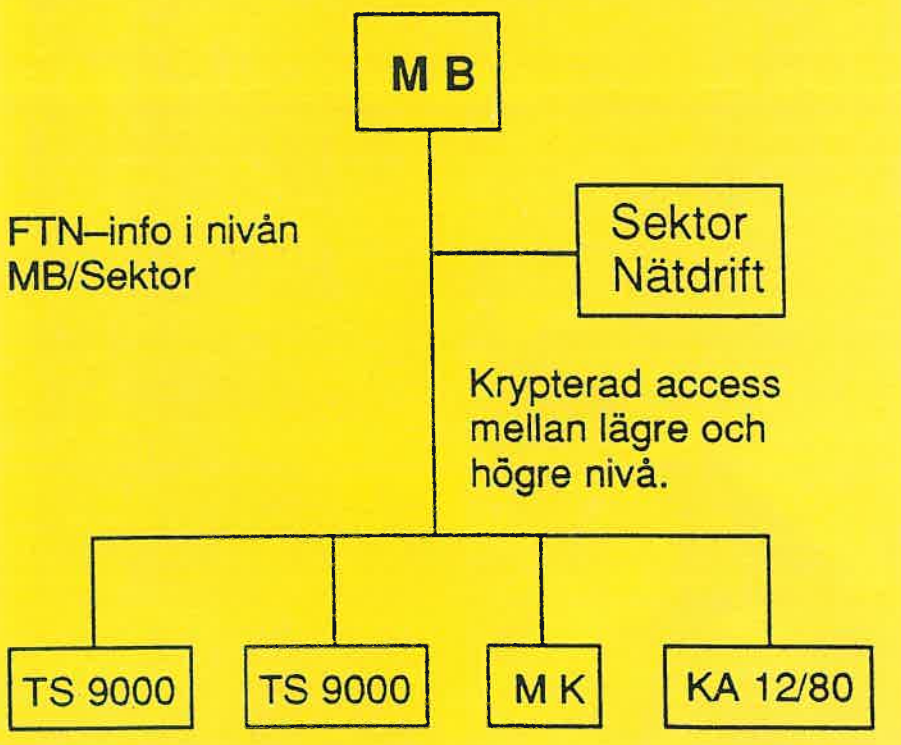 M B
FTN–info i nivån
MB/Sektor
Sektor
Nätdrift
Krypterad access
mellan lägre och
högre nivå.
TS 9000
TS 9000
M K
KA 12/80